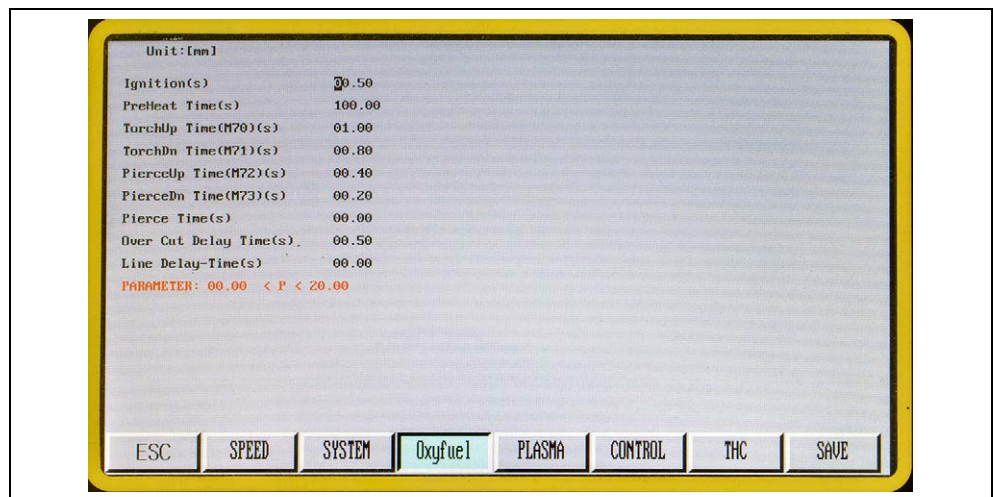 Unit:[mm]
Ignition(s) 00.50
PreHeat Time(s) 100.00
TorchUp Time(M70)(s) 01.00
TorchDn Time(M71)(s) 00.80
PierceUp Time(M72)(s) 00.40
PierceDn Time(M73)(s) 00.20
Pierce Time(s) 00.00
Over Cut Delay Time(s) 00.50
Line Delay-Time(s) 00.00
PARAMETER: 00.00 < P < 20.00
ESC SPEED SYSTEM Oxyfuel PLASMA CONTROL THC SAVE